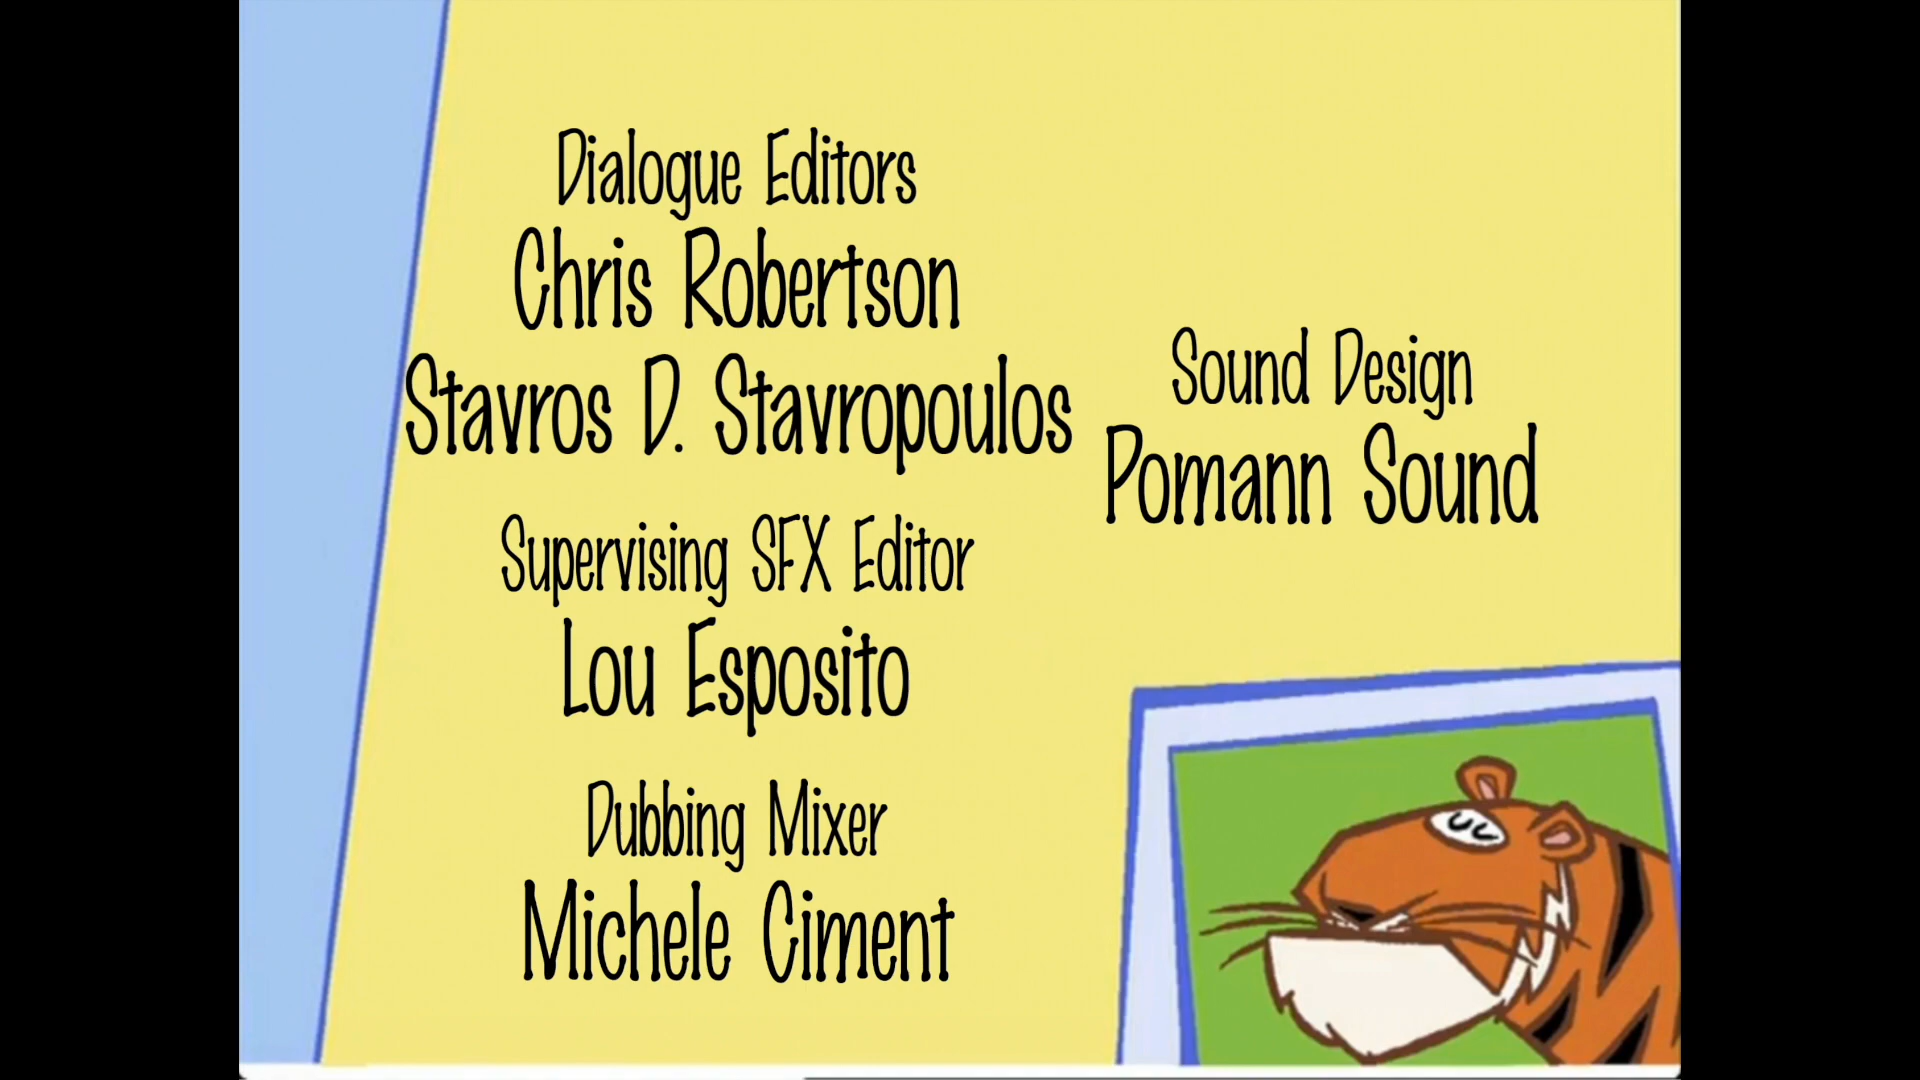 Dialogue Editors
Chris Robertson
Stavros D. Stavropoulos
Supervising SFX Editor
Lou Esposito
Dubbing Mixer
Michele Ciment
Sound Design
Pomann Sound